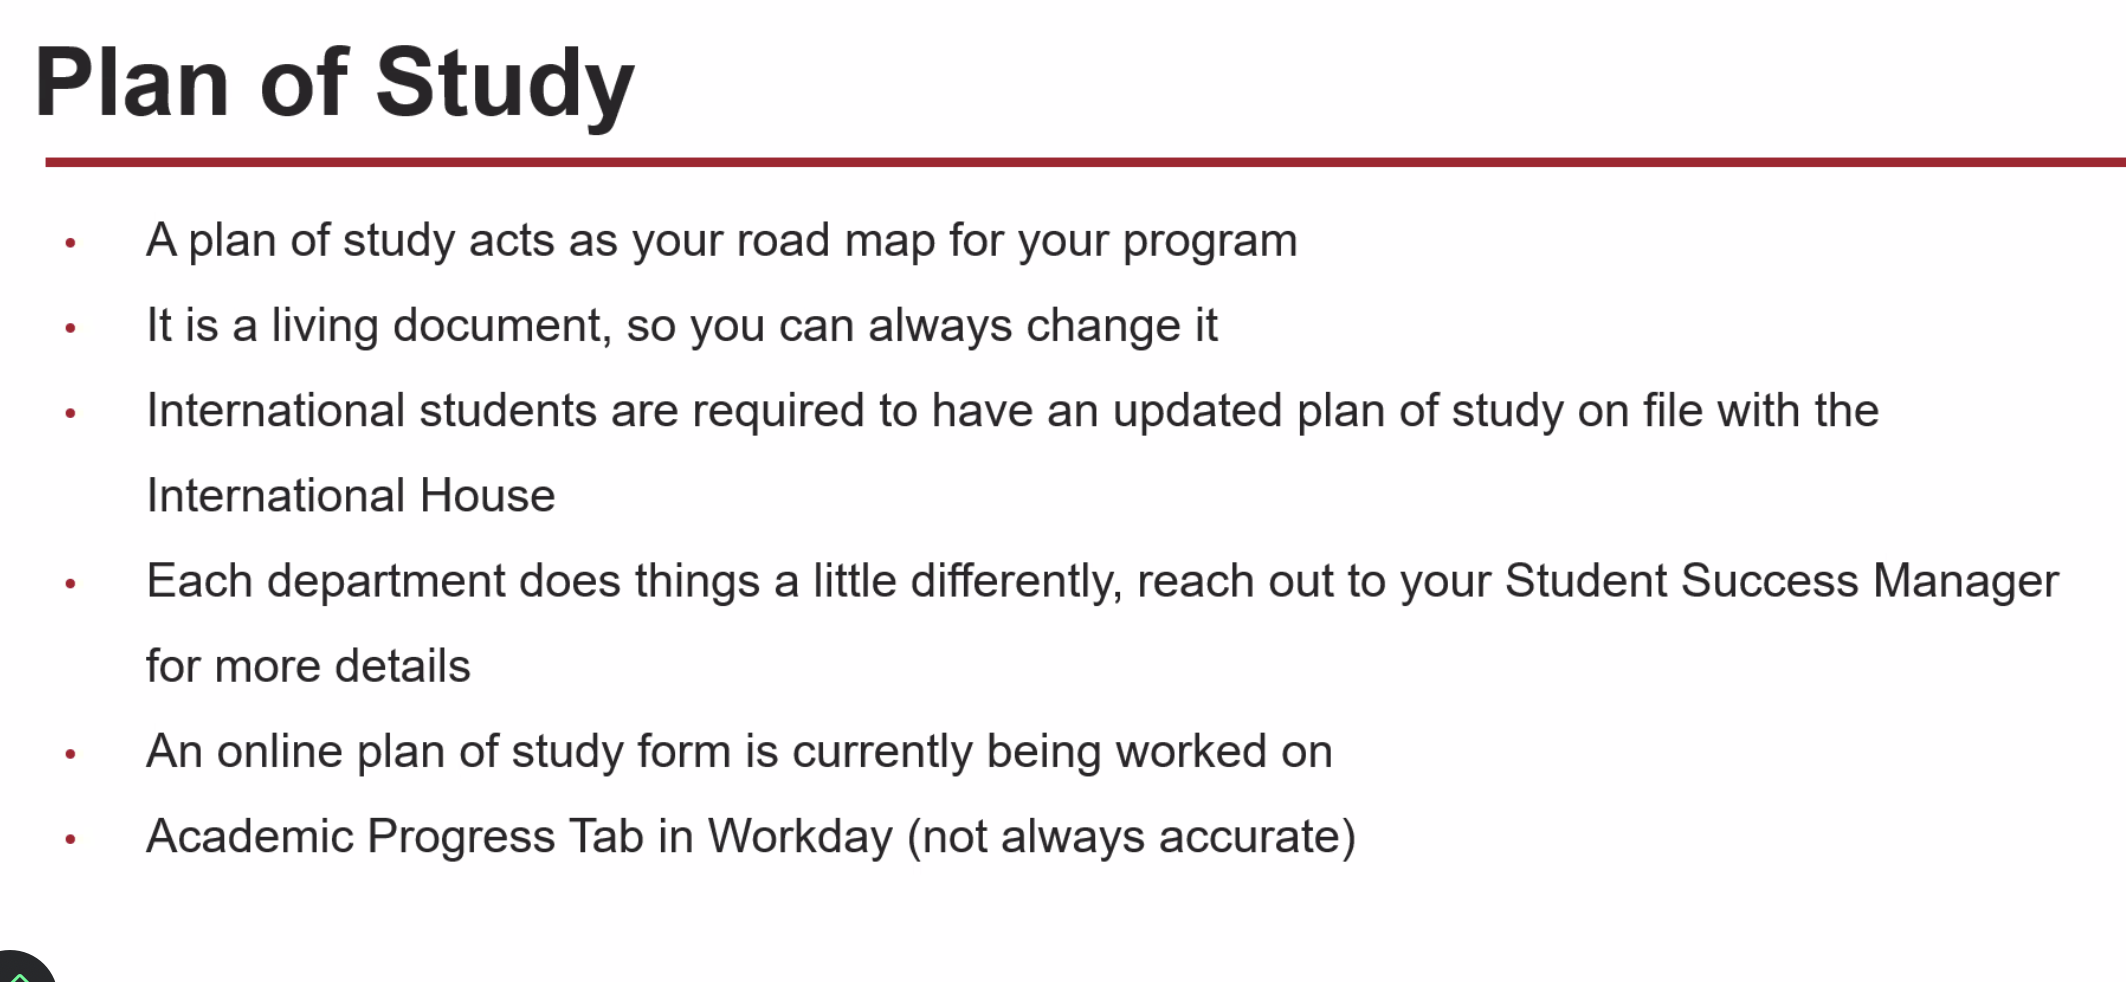 Plan of Study
• A plan of study acts as your road map for your program
• It is a living document, so you can always change it
• International students are required to have an updated plan of study on file with the
International House
• Each department does things a little differently, reach out to your Student Success Manager
for more details
• An online plan of study form is currently being worked on
• Academic Progress Tab in Workday (not always accurate)